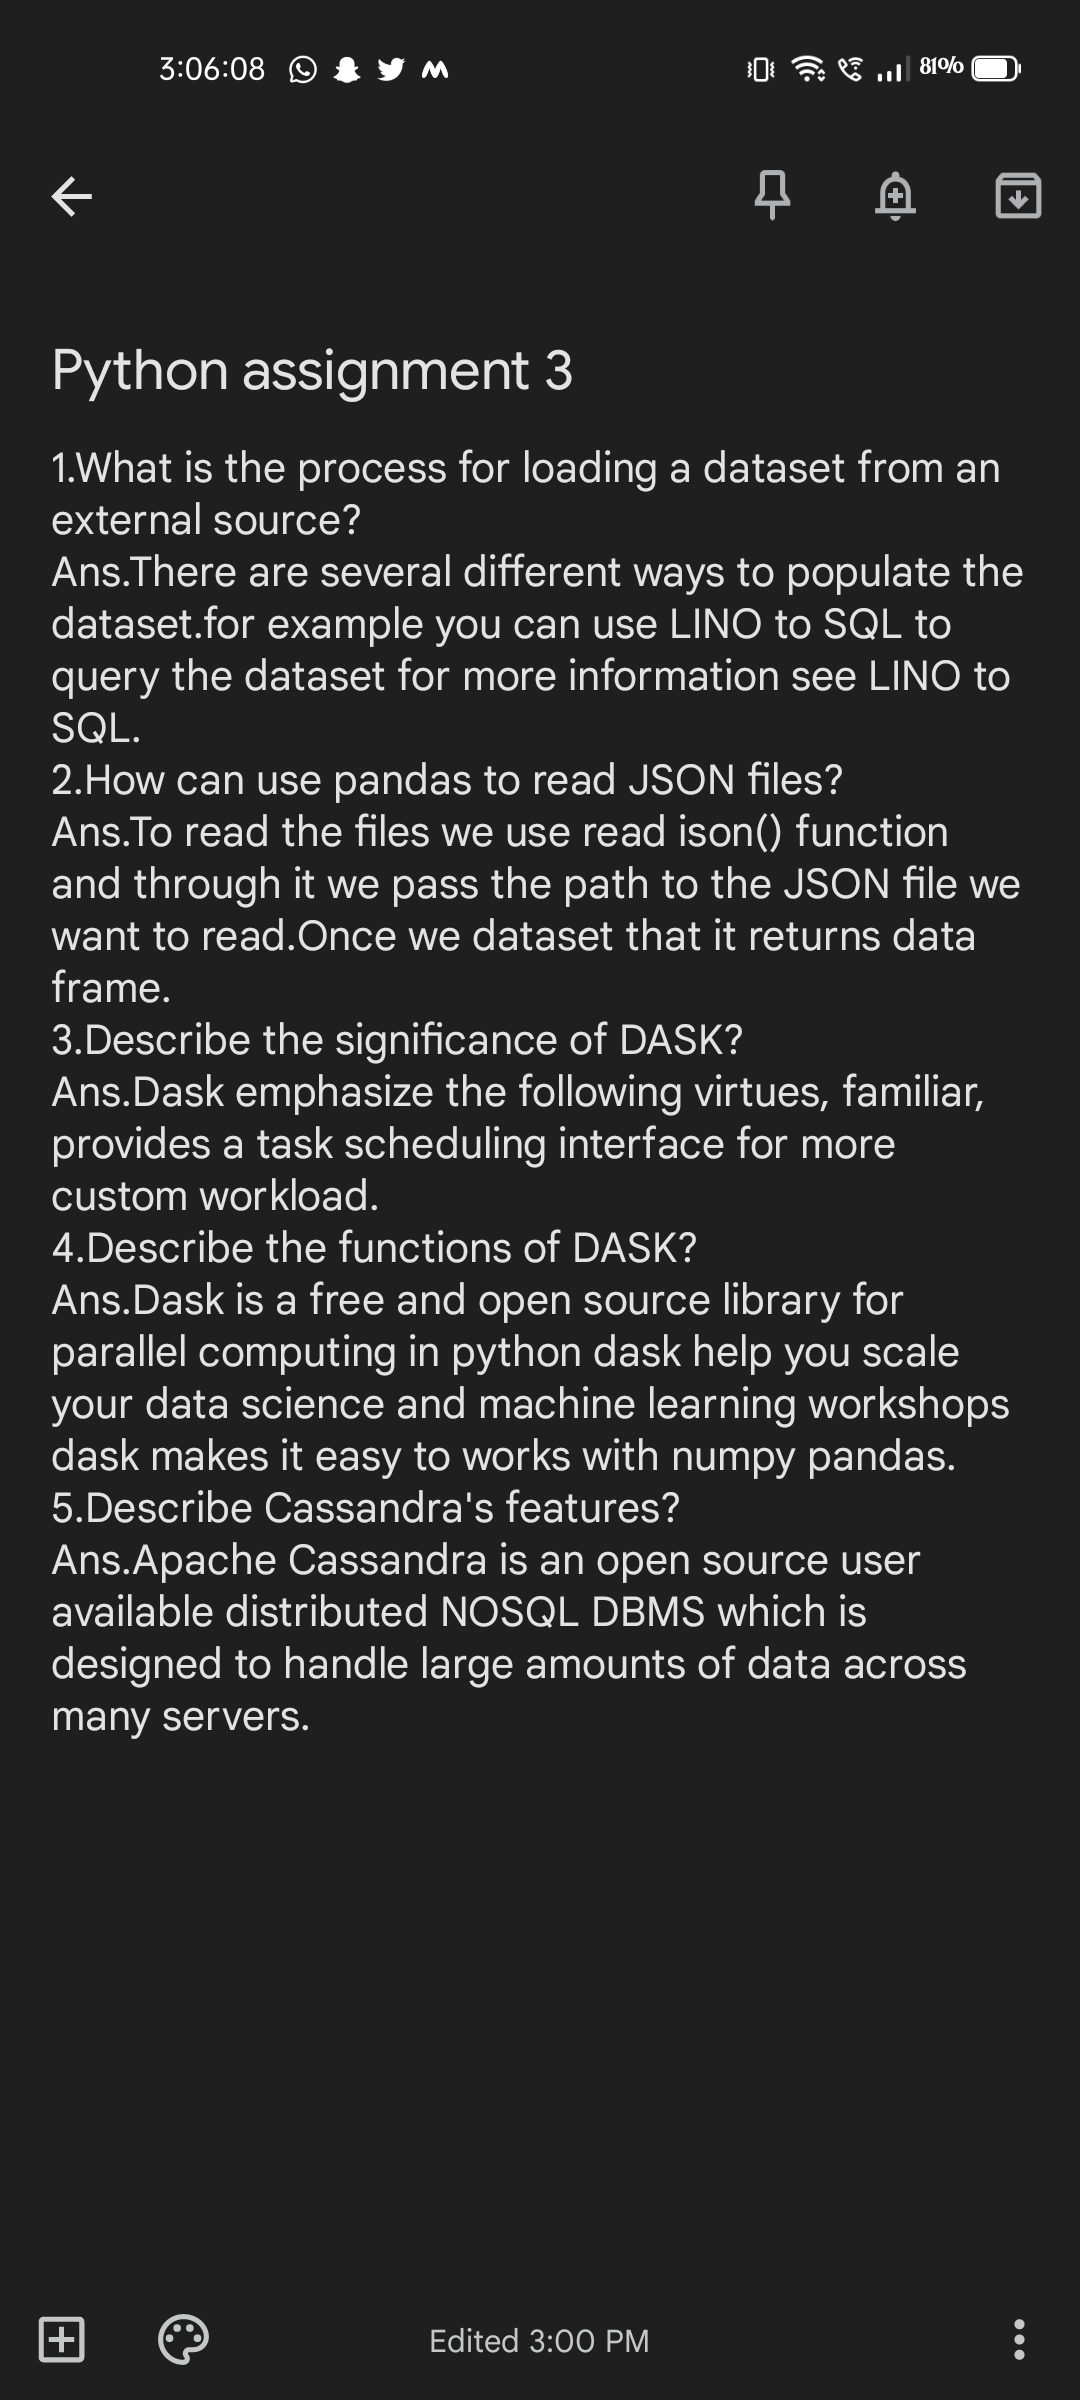 3:06:08 81%
Python assignment 3
1.What is the process for loading a dataset from an
external source?
Ans.There are several different ways to populate the
dataset.for example you can use LINO to SQL to
query the dataset for more information see LINO to
SQL.
2.How can use pandas to read JSON files?
Ans.To read the files we use read ison() function
and through it we pass the path to the JSON file we
want to read.Once we dataset that it returns data
frame.
3.Describe the significance of DASK?
Ans.Dask emphasize the following virtues, familiar,
provides a task scheduling interface for more
custom workload.
4.Describe the functions of DASK?
Ans.Dask is a free and open source library for
parallel computing in python dask help you scale
your data science and machine learning workshops
dask makes it easy to works with numpy pandas.
5.Describe Cassandra's features?
Ans.Apache Cassandra is an open source user
available distributed NOSQL DBMS which is
designed to handle large amounts of data across
many servers.
Edited 3:00 PM